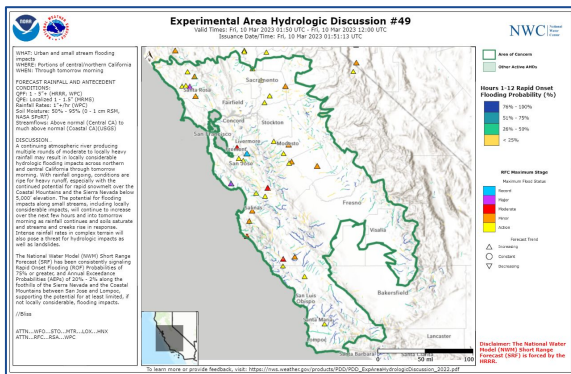 Experimental Area Hydrologic Discussion #49
Valid Times: Fri, 10 Mar 2023 01:50 UTC - Fri, 10 Mar 2023 12:00 UTC
Issuance Date/Time: Fri, 10 Mar 2023 01:51:13 UTC
NOAA
NWC
National
Water
Center
WHAT: Urban and small stream flooding
impacts
WHERE: Portions of central/northern California
WHEN: Through tomorrow morning
FORECAST RAINFALL AND ANTECEDENT
CONDITIONS:
QPF: 1 - 5"+ (HRRR, WPC)
QPE: Localized 1 - 1.5" (MRMS)
Rainfall Rates: 1"+/hr (WPC)
Soil Moisture: 50% - 95% (0 - 1 cm RSM,
NASA SPoRT)
Streamflows: Above normal (Central CA) to
much above normal (Coastal CA)(USGS)
DISCUSSION...
A continuing atmospheric river producing
multiple rounds of moderate to locally heavy
rainfall may result in locally considerable
hydrologic flooding impacts across northern
and central California through tomorrow
morning. With rainfall ongoing, conditions are
ripe for heavy runoff, especially with the
continued potential for rapid snowmelt over the
Coastal Mountains and the Sierra Nevada below
5,000' elevation. The potential for flooding
impacts along small streams, including locally
considerable impacts, will continue to increase
over the next few hours and into tomorrow
morning as rainfall continues and soils saturate
and streams and creeks rise in response.
Intense rainfall rates in complex terrain will
also pose a threat for hydrologic impacts as
well as landslides.
The National Water Model (NWM) Short Range
Forecast (SRF) has been consistently signaling
Rapid Onset Flooding (ROF) Probabilities of
75% or greater, and Annual Exceedance
Probabilities (AEPs) of 20% - 2% along the
foothills of the Sierra Nevada and the Coastal
Mountains between San Jose and Lompoc,
supporting the potential for at least limited, if
not locally considerable, flooding impacts.
//Bliss
ATTN...WFO...STO...MTR...LOX...HNX
ATTN...RFC...RSA...WPC
Santa Rosa
Sacramento
Fairfield
Concord
Stockton
San Francisco
Livermore
Modesto
Fremont
San Jose
Salinas
Fresno
Visalia
San Luis
Obispo
Bakersfield
Santa Maria
Lompoc
Lancaster
Santa Barbara
Santa Clarita
0
50 mi
100
Area of Concern
Other Active AHDs
Hours 1-12 Rapid Onset
Flooding Probability (%)
76% - 100%
51% - 75%
26% - 50%
< 25%
RFC Maximum Stage
Maximum Flood Status
Record
Major
Moderate
Minor
Action
Forecast Trend
Increasing
Constant
Decreasing
Disclaimer: The National Water
Model (NWM) Short Range
Forecast (SRF) is forced by the
HRRR.
To learn more or provide feedback, visit: https://nws.weather.gov/products/PDD/PDD_ExpAreaHydrologicDiscussion_2022.pdf